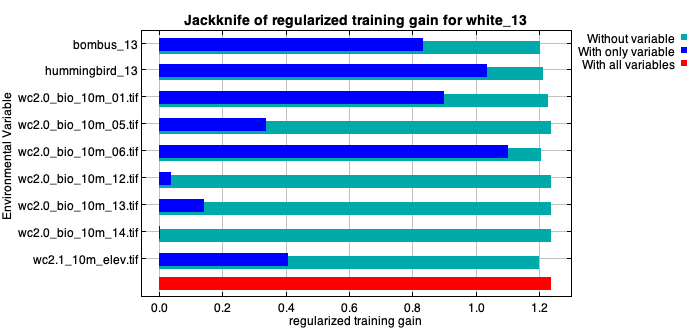 Jackknife of regularized training gain for white_13
Without variable
With only variable
With all variables
Environmental Variable
bombus_13
hummingbird_13
wc2.0_bio_10m_01.tif
wc2.0_bio_10m_05.tif
wc2.0_bio_10m_06.tif
wc2.0_bio_10m_12.tif
wc2.0_bio_10m_13.tif
wc2.0_bio_10m_14.tif
wc2.1_10m_elev.tif
0.0 0.2 0.4 0.6 0.8 1.0 1.2
regularized training gain